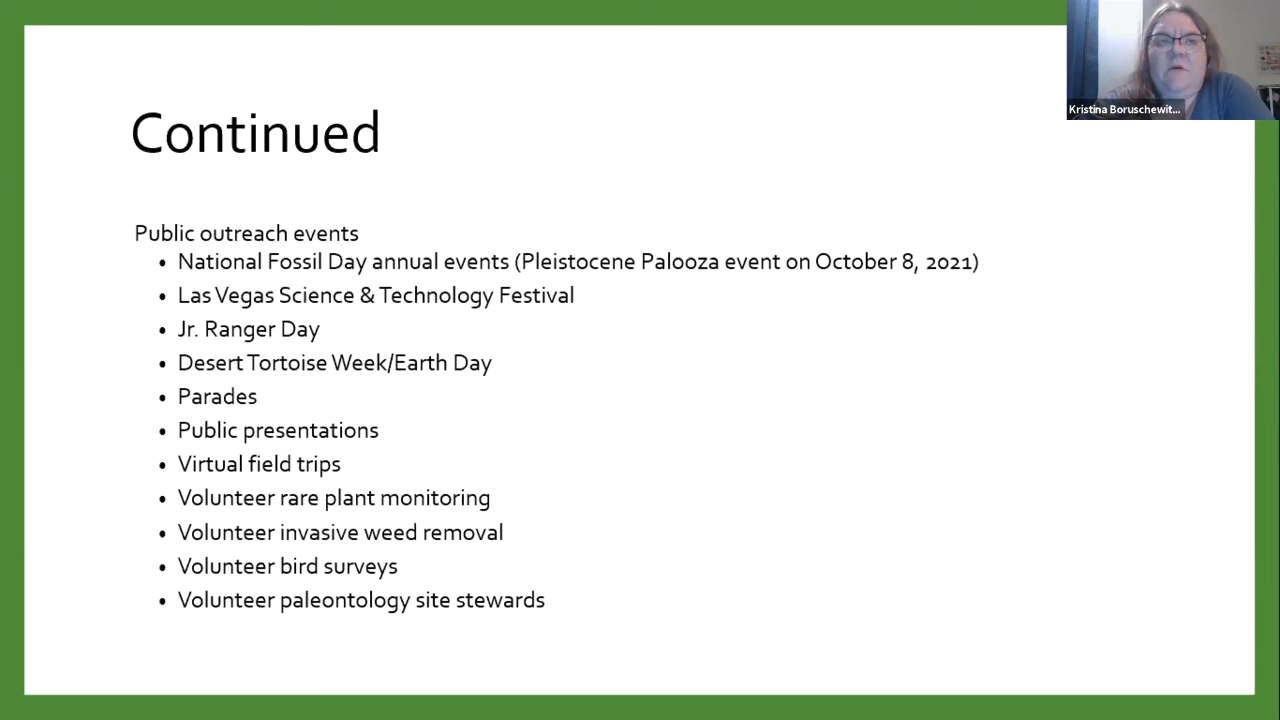 Kristina Boruschewit...
Continued
Public outreach events
• National Fossil Day annual events (Pleistocene Palooza event on October 8, 2021)
• Las Vegas Science & Technology Festival
• Jr. Ranger Day
• Desert Tortoise Week/Earth Day
• Parades
• Public presentations
• Virtual field trips
• Volunteer rare plant monitoring
• Volunteer invasive weed removal
• Volunteer bird surveys
• Volunteer paleontology site stewards